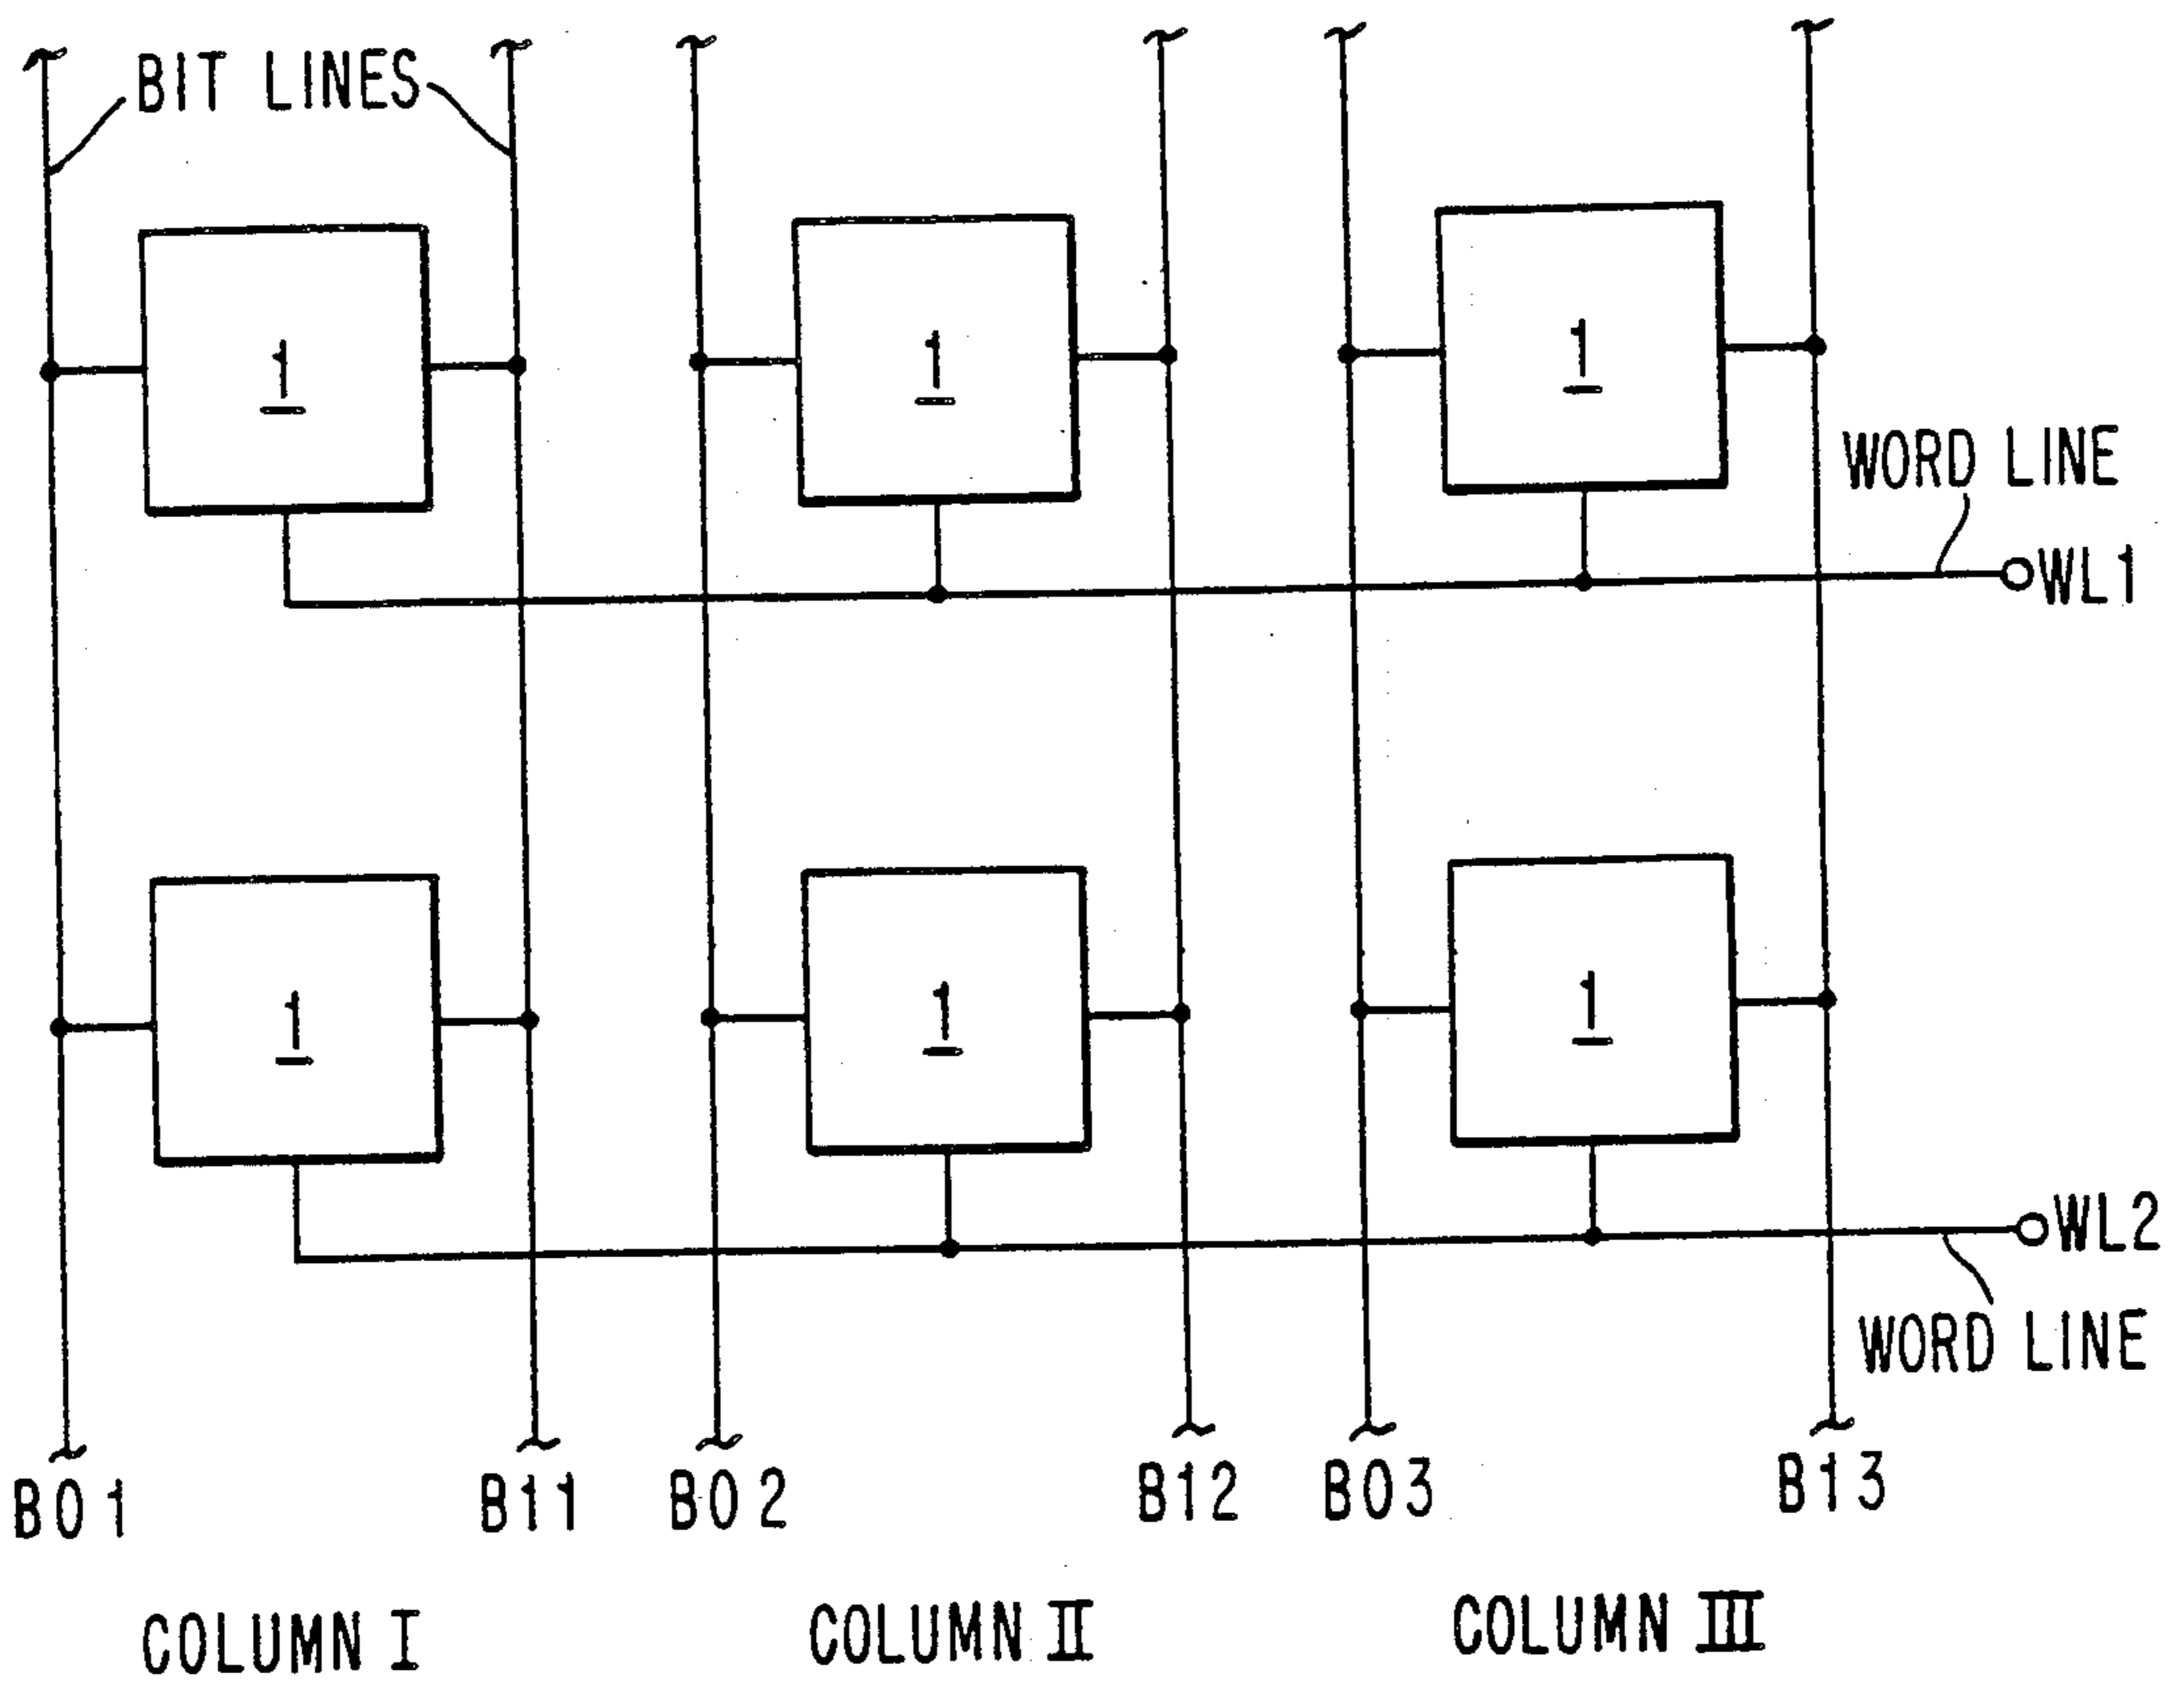 BIT LINES
1
1
1
WORD LINE
WL1
1
1
1
WL2
WORD LINE
B01
B11
B02
B12
B03
B13
COLUMN I
COLUMN II
COLUMN III